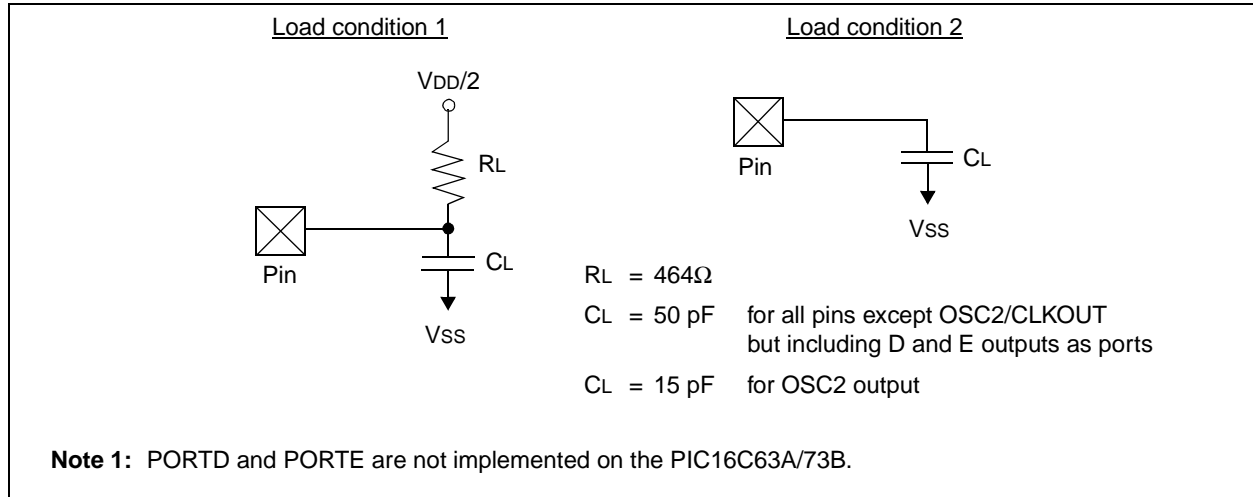 Load condition 1
VDD/2
RL
Pin
CL
VSS
Load condition 2
Pin
CL
VSS
RL = 464Ω
CL = 50 pF for all pins except OSC2/CLKOUT
but including D and E outputs as ports
CL = 15 pF for OSC2 output
Note 1: PORTD and PORTE are not implemented on the PIC16C63A/73B.